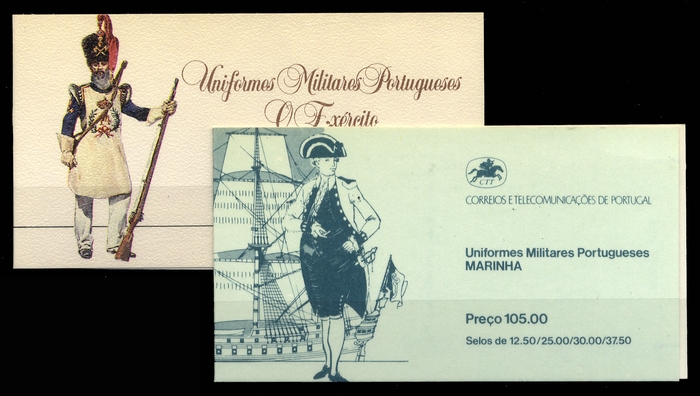 Uniformes Militares Portugueses
O Exército
CTT
CORREIOS E TELECOMUNICAÇÕES DE PORTUGAL
Uniformes Militares Portugueses
MARINHA
Preço 105.00
Selos de 12.50/25.00/30.00/37.50